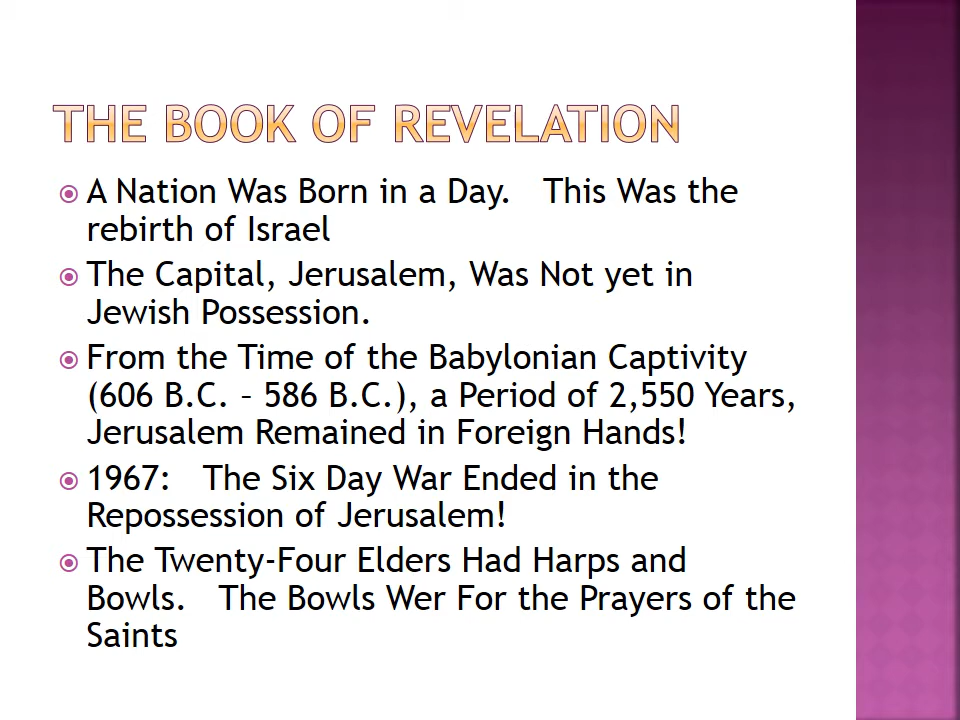 THE BOOK OF REVELATION
A Nation Was Born in a Day.   This Was the
rebirth of Israel
The Capital, Jerusalem, Was Not yet in
Jewish Possession.
From the Time of the Babylonian Captivity
(606 B.C. – 586 B.C.), a Period of 2,550 Years,
Jerusalem Remained in Foreign Hands!
1967:   The Six Day War Ended in the
Repossession of Jerusalem!
The Twenty-Four Elders Had Harps and
Bowls.   The Bowls Wer For the Prayers of the
Saints